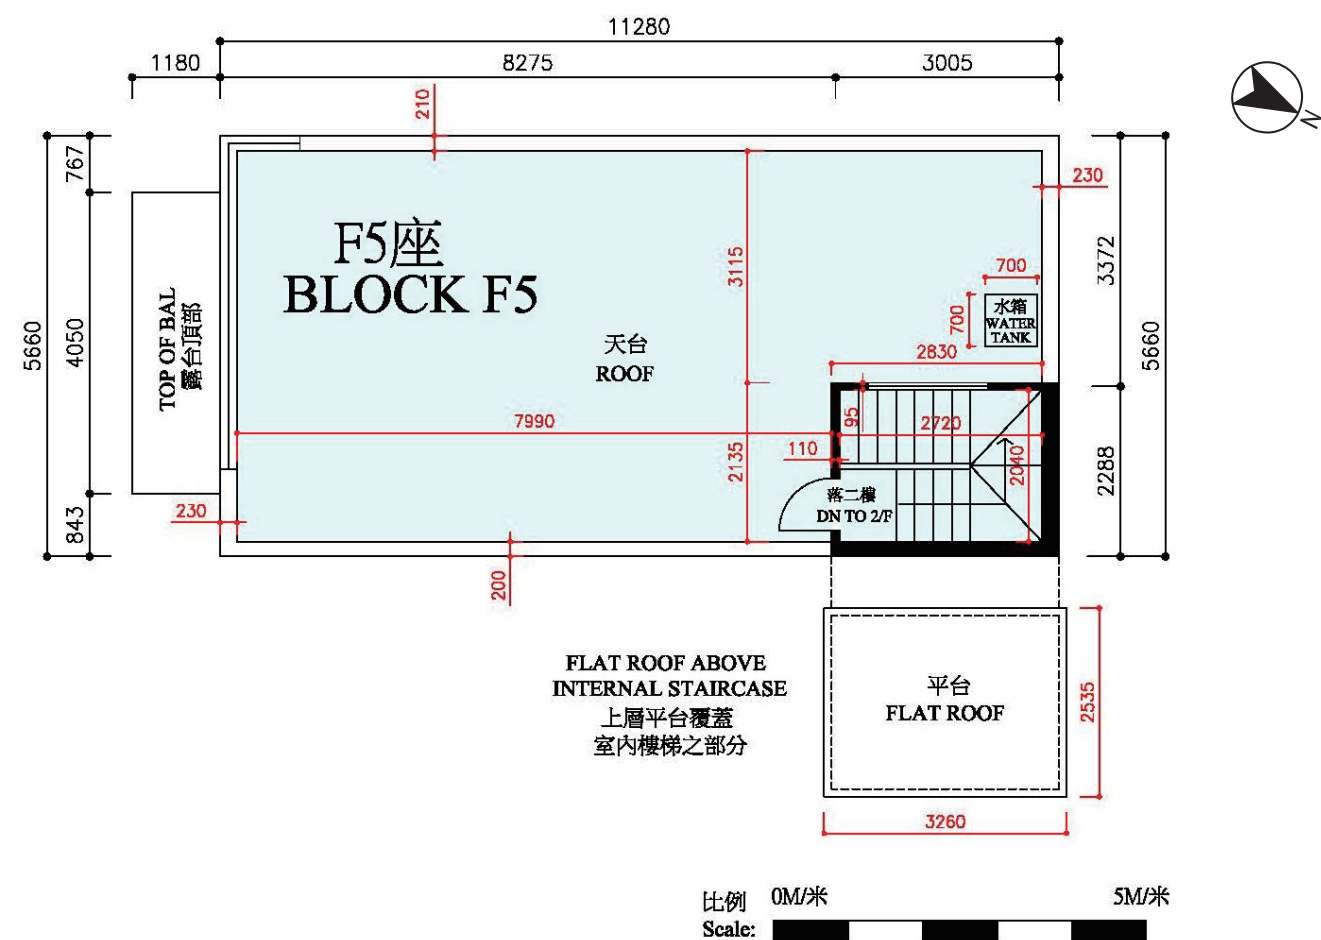 11280
1180
8275
3005
N
210
767
230
F5座
BLOCK F5
3115
3372
700
水箱
WATER
TANK
700
5660
4050
TOP OF BAL
露台頂部
天台
ROOF
2830
5660
7990
95
2720
2135
110
2040
2288
落二樓
DN TO 2/F
843
230
200
FLAT ROOF ABOVE
INTERNAL STAIRCASE
上層平台覆蓋
室內樓梯之部分
平台
FLAT ROOF
2535
3260
比例 0M/米 5M/米
Scale: